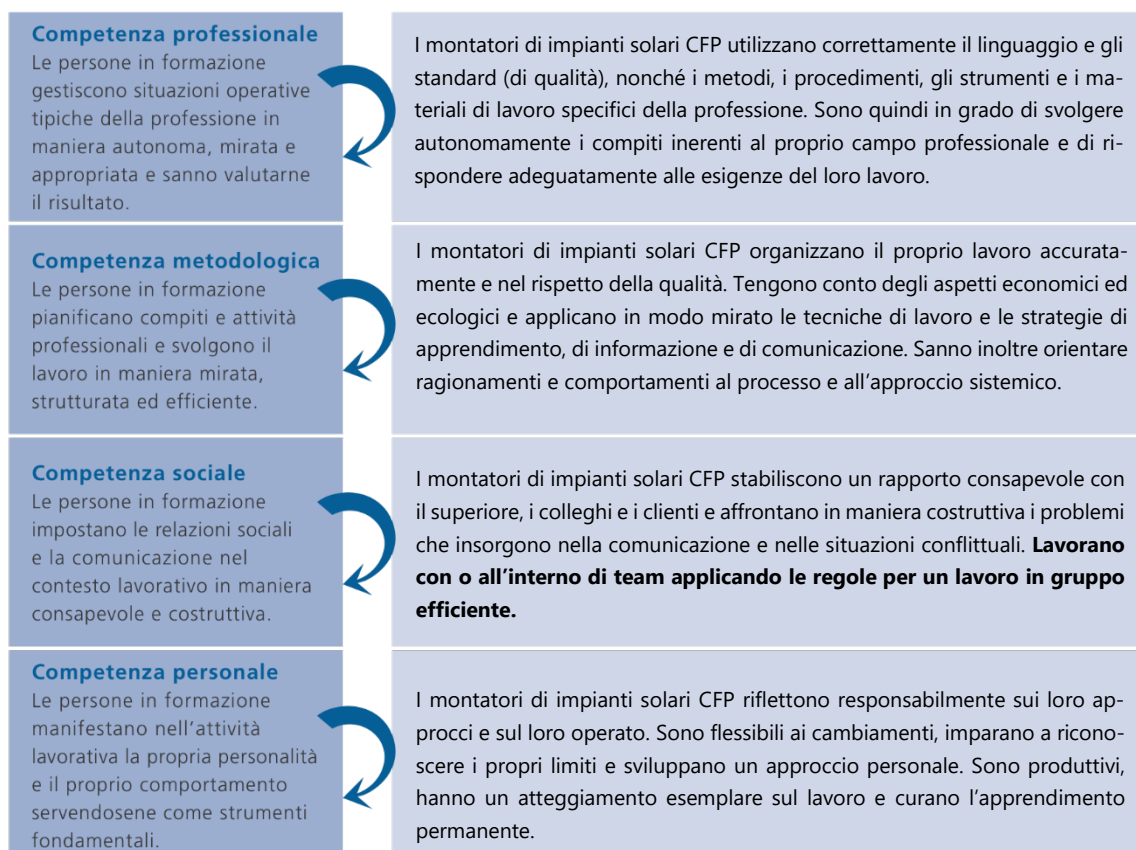 Competenza professionale
Le persone in formazione
gestiscono situazioni operative
tipiche della professione in
maniera autonoma, mirata e
appropriata e sanno valutarne
il risultato.
I montatori di impianti solari CFP utilizzano correttamente il linguaggio e gli
standard (di qualità), nonché i metodi, i procedimenti, gli strumenti e i ma-
teriali di lavoro specifici della professione. Sono quindi in grado di svolgere
autonomamente i compiti inerenti al proprio campo professionale e di ri-
spondere adeguatamente alle esigenze del loro lavoro.
Competenza metodologica
Le persone in formazione
pianificano compiti e attività
professionali e svolgono il
lavoro in maniera mirata,
strutturata ed efficiente.
I montatori di impianti solari CFP organizzano il proprio lavoro accurata-
mente e nel rispetto della qualità. Tengono conto degli aspetti economici ed
ecologici e applicano in modo mirato le tecniche di lavoro e le strategie di
apprendimento, di informazione e di comunicazione. Sanno inoltre orientare
ragionamenti e comportamenti al processo e all'approccio sistemico.
Competenza sociale
Le persone in formazione
impostano le relazioni sociali
e la comunicazione nel
contesto lavorativo in maniera
consapevole e costruttiva.
I montatori di impianti solari CFP stabiliscono un rapporto consapevole con
il superiore, i colleghi e i clienti e affrontano in maniera costruttiva i problemi
che insorgono nella comunicazione e nelle situazioni conflittuali. Lavorano
con o all'interno di team applicando le regole per un lavoro in gruppo
efficiente.
Competenza personale
Le persone in formazione
manifestano nell'attività
lavorativa la propria personalità
e il proprio comportamento
servendosene come strumenti
fondamentali.
I montatori di impianti solari CFP riflettono responsabilmente sui loro ap-
procci e sul loro operato. Sono flessibili ai cambiamenti, imparano a ricono-
scere i propri limiti e sviluppano un approccio personale. Sono produttivi,
hanno un atteggiamento esemplare sul lavoro e curano l'apprendimento
permanente.